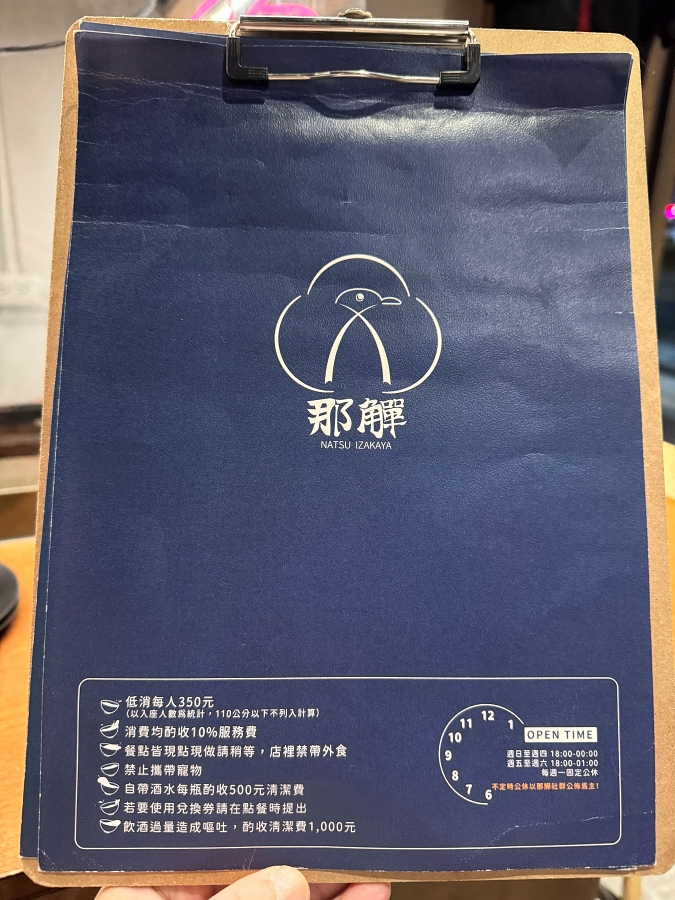 那觶
NATSU IZAKAYA
低消每人350元
(以入座人數為統計，110公分以下不列入計算)
消費均酌收10%服務費
餐點皆現點現做請稍等，店裡禁帶外食
禁止攜帶寵物
自帶酒水每瓶酌收500元清潔費
若要使用兌換券請在點餐時提出
飲酒過量造成嘔吐，酌收清潔費1,000元
12
11
1
10
9
8
7
6
OPEN TIME
週日至週四 18:00-00:00
週五至週六 18:00-01:00
每週一固定公休
不定時公休以那觶社群公佈為主！